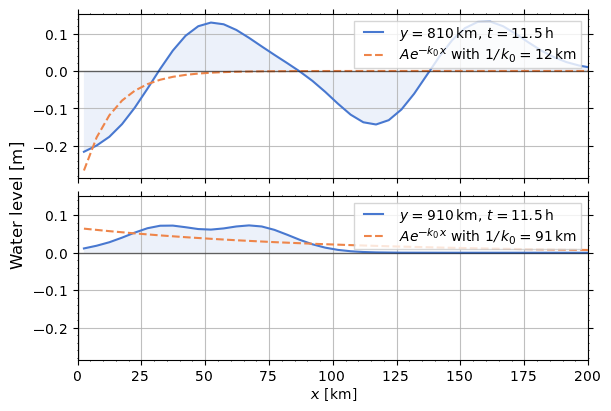 0.1
0.0
−0.1
−0.2
y = 810 km, t = 11.5 h
Ae^{−k₀x} with 1/k₀ = 12 km
Water level [m]
0.1
0.0
−0.1
−0.2
y = 910 km, t = 11.5 h
Ae^{−k₀x} with 1/k₀ = 91 km
0 25 50 75 100 125 150 175 200
x [km]